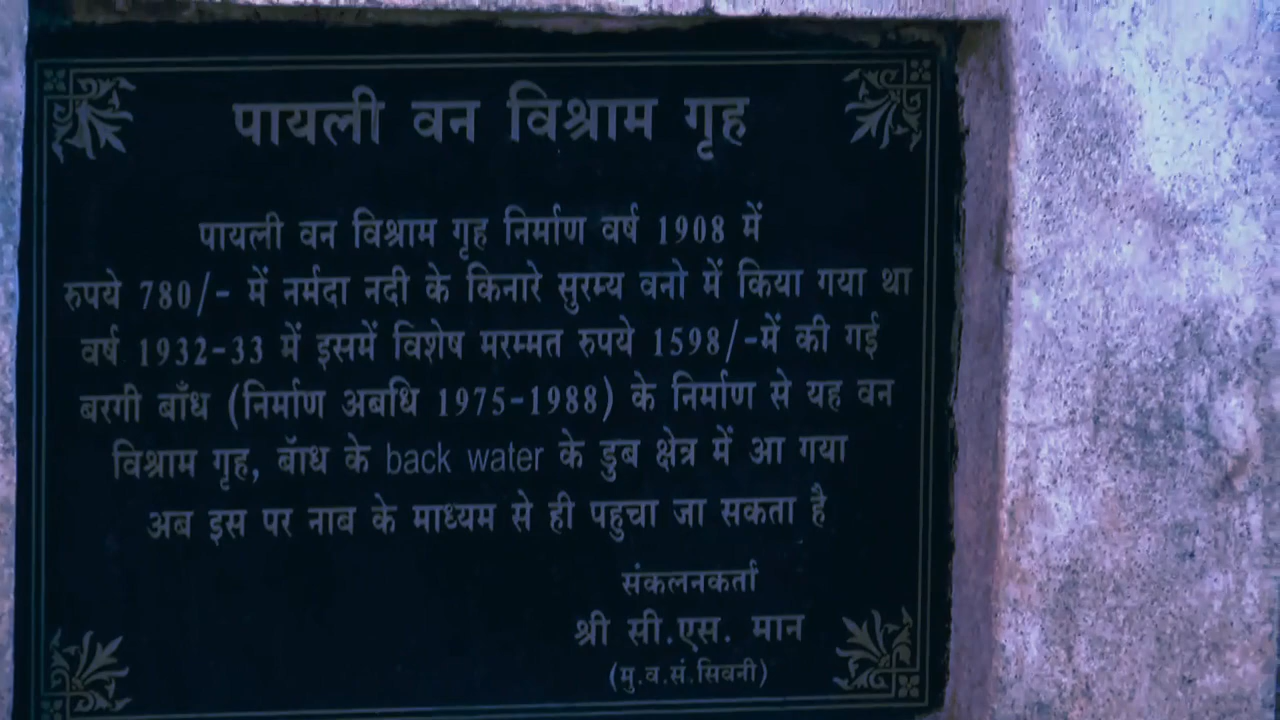 पायली वन विश्राम गृह
पायली वन विश्राम गृह निर्माण वर्ष 1908 में
रुपये 780/- में नर्मदा नदी के किनारे सुरम्य वनो में किया गया था
वर्ष 1932-33 में इसमें विशेष मरम्मत रुपये 1598/-में की गई
बरगी बाँध (निर्माण अबधि 1975-1988) के निर्माण से यह वन
विश्राम गृह, बॅाध के back water के डुब क्षेत्र में आ गया
अब इस पर नाब के माध्यम से ही पहुचा जा सकता है
संकलनकर्ता
श्री सी.एस. मान
(मु.व.सं.सिबनी)